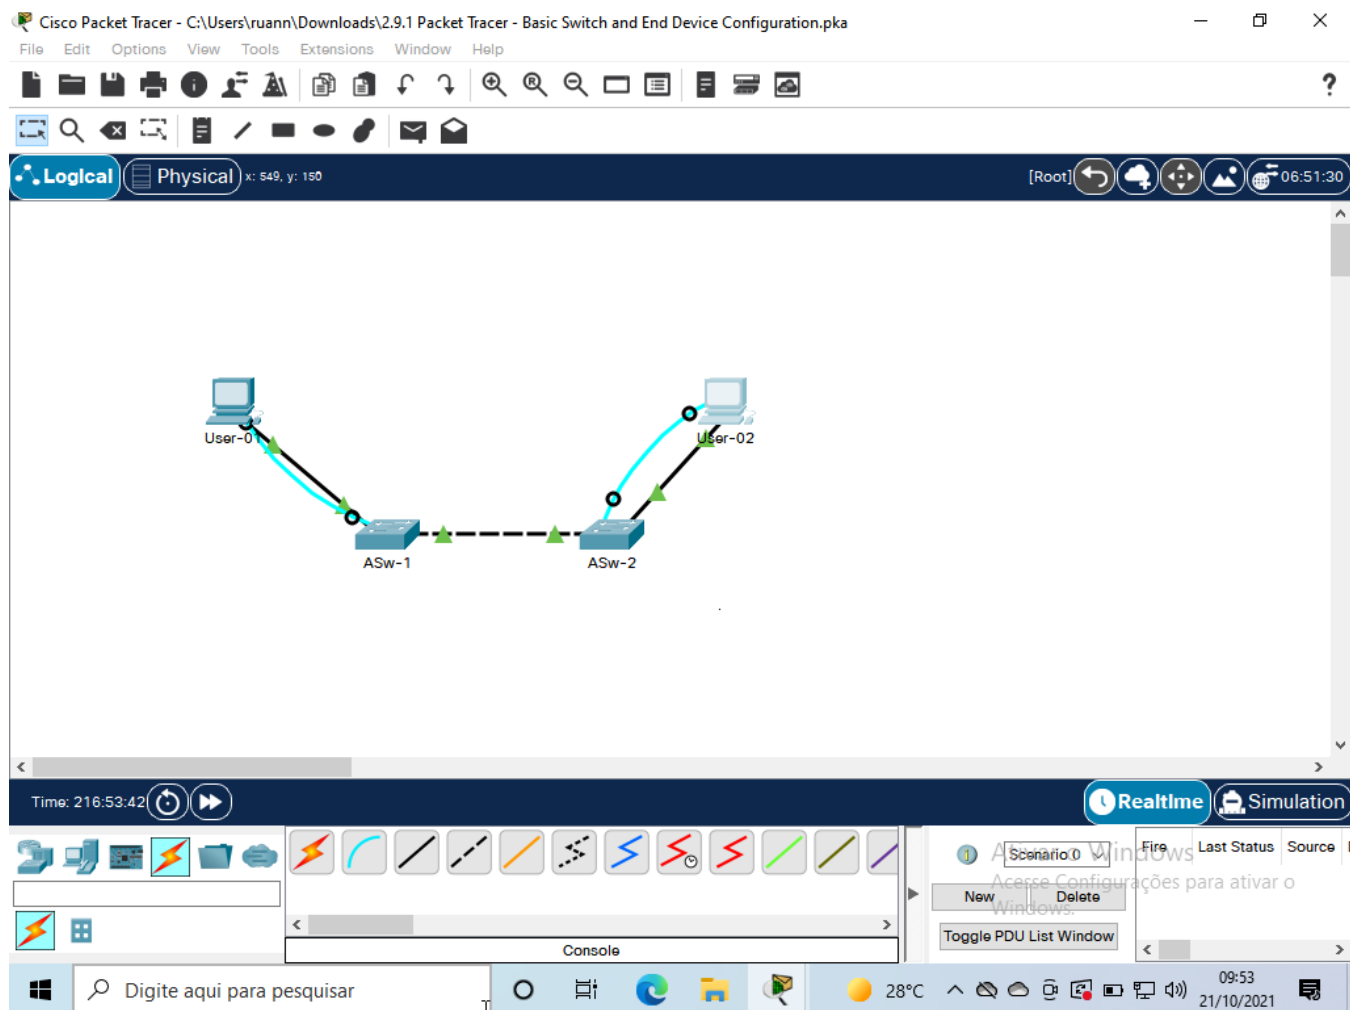 Cisco Packet Tracer - C:\Users\ruann\Downloads\2.9.1 Packet Tracer - Basic Switch and End Device Configuration.pka
File Edit Options View Tools Extensions Window Help
Logical Physical x: 549, y: 150 [Root] 06:51:30
User-01 User-02
ASw-1 ASw-2
Time: 216:53:42 Realtime Simulation
Scenario 0 Fire Last Status Source
Ativar o Windows
Acesse Configurações para ativar o
Windows.
New Delete
Toggle PDU List Window
Console
Digite aqui para pesquisar 28°C 09:53
21/10/2021